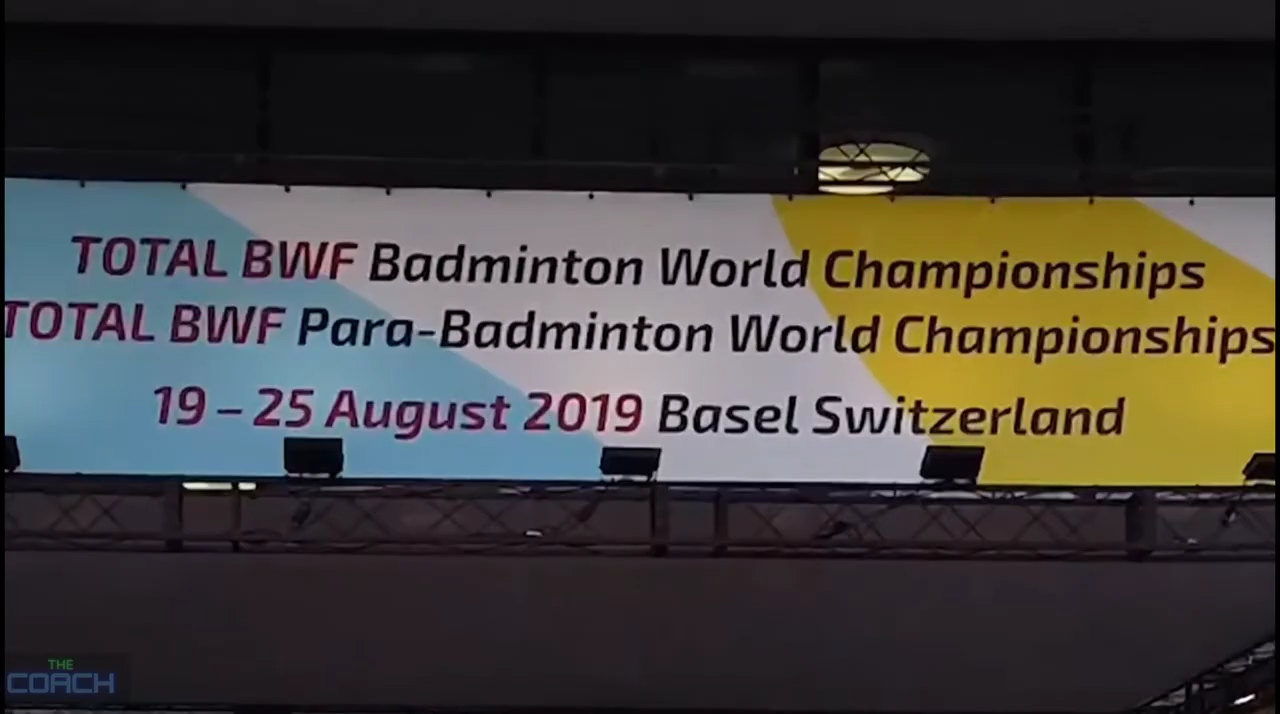 TOTAL BWF Badminton World Championships
TOTAL BWF Para-Badminton World Championships
19 – 25 August 2019 Basel Switzerland
THE
COACH